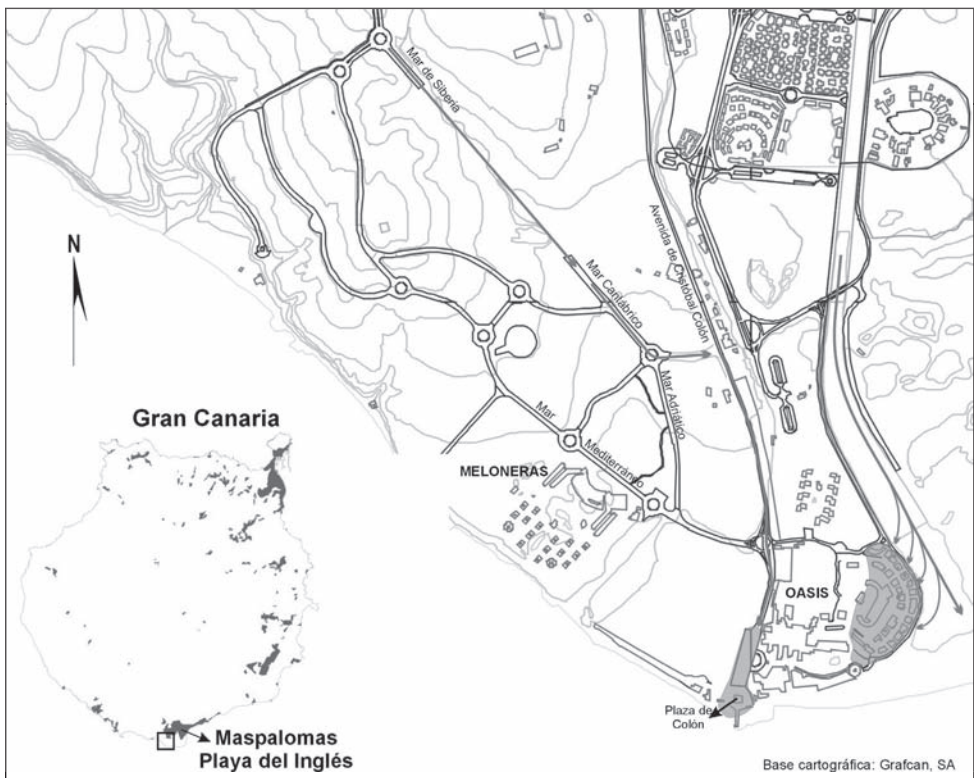 Mar de Siberia
Avenida de Cristóbal Colón
N
Mar Cantábrico
Mar Adriático
Gran Canaria
Mar
Mediterráneo
MELONERAS
OASIS
Plaza de
Colón
Maspalomas
Playa del Inglés
Base cartográfica: Grafcan, SA